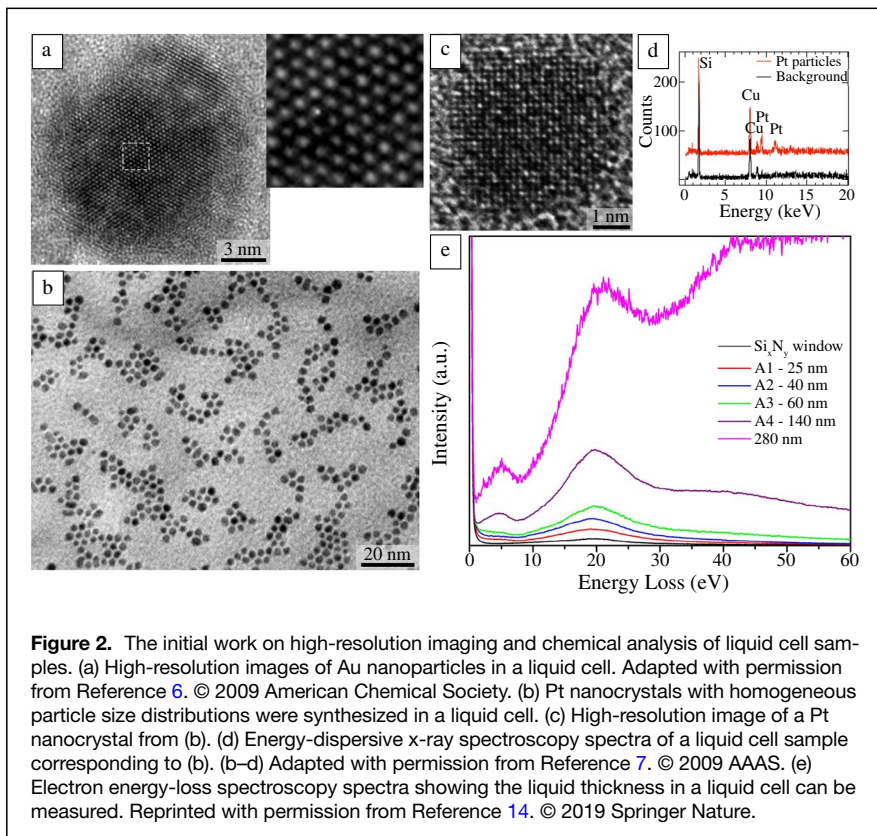 a
3 nm
c
1 nm
d
Pt particles
Background
Si
Cu
Pt
Cu
Pt
250
150
50
Counts
0
5
10
15
20
Energy (keV)
b
20 nm
e
SiₓNᵧ window
A1 - 25 nm
A2 - 40 nm
A3 - 60 nm
A4 - 140 nm
280 nm
Intensity (a.u.)
0
10
20
30
40
50
60
Energy Loss (eV)
Figure 2. The initial work on high-resolution imaging and chemical analysis of liquid cell sam-
ples. (a) High-resolution images of Au nanoparticles in a liquid cell. Adapted with permission
from Reference 6. © 2009 American Chemical Society. (b) Pt nanocrystals with homogeneous
particle size distributions were synthesized in a liquid cell. (c) High-resolution image of a Pt
nanocrystal from (b). (d) Energy-dispersive x-ray spectroscopy spectra of a liquid cell sample
corresponding to (b). (b–d) Adapted with permission from Reference 7. © 2009 AAAS. (e)
Electron energy-loss spectroscopy spectra showing the liquid thickness in a liquid cell can be
measured. Reprinted with permission from Reference 14. © 2019 Springer Nature.